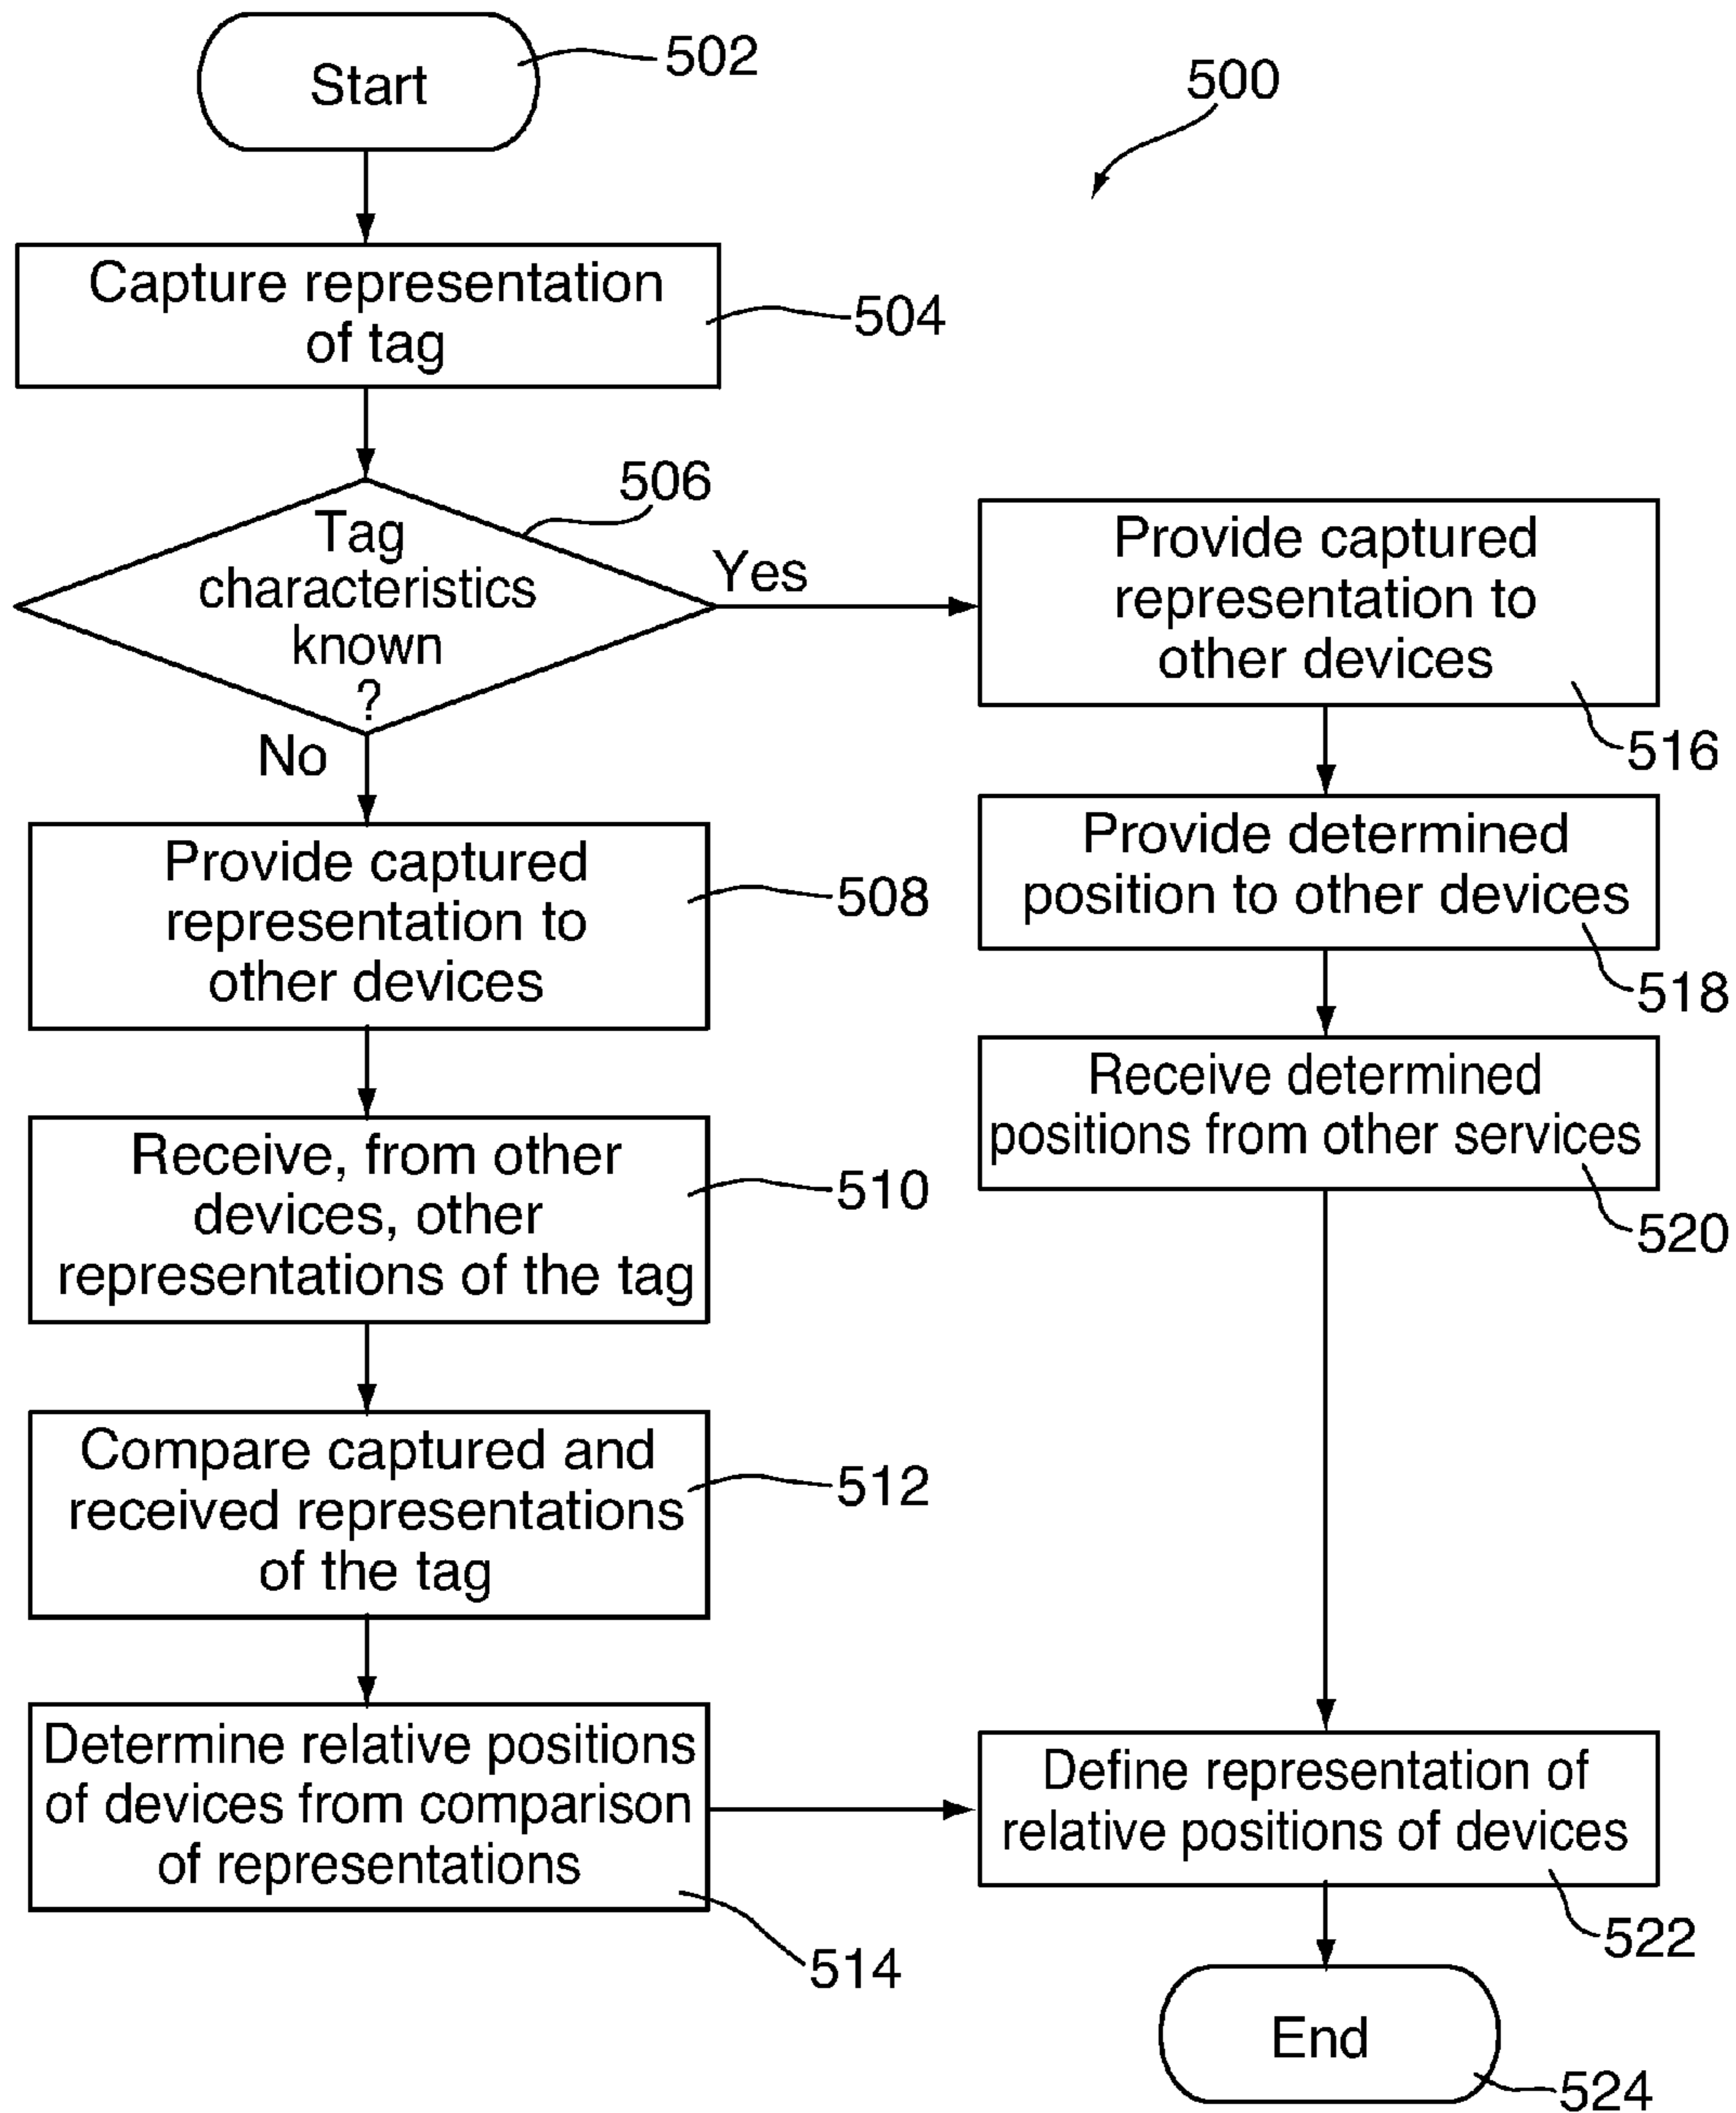 Start
502
500
Capture representation
of tag
504
Tag
characteristics
known
?
506
Yes
No
Provide captured
representation to
other devices
508
Receive, from other
devices, other
representations of the tag
510
Compare captured and
received representations
of the tag
512
Determine relative positions
of devices from comparison
of representations
514
Provide captured
representation to
other devices
516
Provide determined
position to other devices
518
Receive determined
positions from other services
520
Define representation of
relative positions of devices
522
End
524